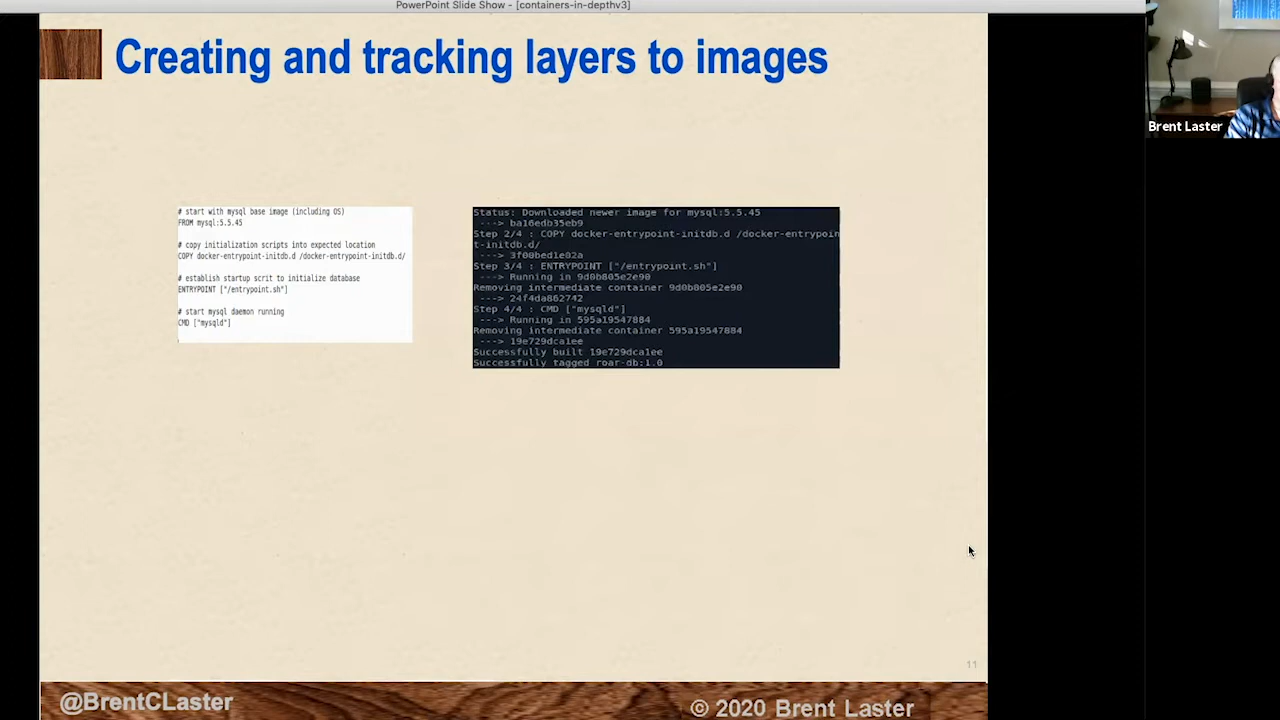 PowerPoint Slide Show - [containers-in-depthv3]
Creating and tracking layers to images
# start with mysql base image (including OS)
FROM mysql:5.5.45
# copy initialization scripts into expected location
COPY docker-entrypoint-initdb.d /docker-entrypoint-initdb.d/
# establish startup scrit to initialize database
ENTRYPOINT ["/entrypoint.sh"]
# start mysql daemon running
CMD ["mysqld"]
Status: Downloaded newer image for mysql:5.5.45
---> ba16edb35eb9
Step 2/4 : COPY docker-entrypoint-initdb.d /docker-entrypoin
t-initdb.d/
---> 3f00bed1e02a
Step 3/4 : ENTRYPOINT ["/entrypoint.sh"]
---> Running in 9d0b805e2e90
Removing intermediate container 9d0b805e2e90
---> 24f4da862742
Step 4/4 : CMD ["mysqld"]
---> Running in 595a19547884
Removing intermediate container 595a19547884
---> 19e729dca1ee
Successfully built 19e729dca1ee
Successfully tagged roar-db:1.0
11
@BrentCLaster
© 2020 Brent Laster
Brent Laster